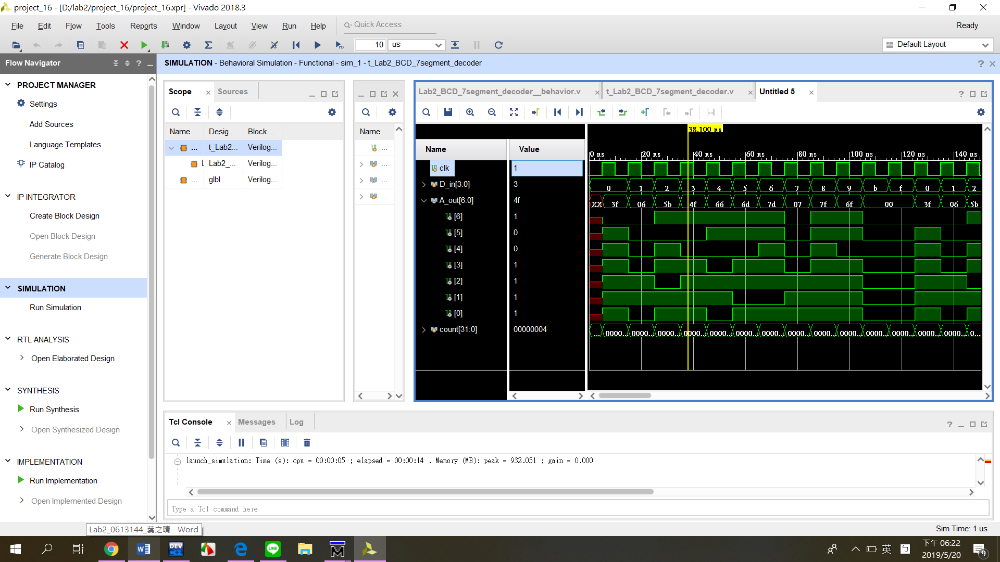 project_16 - [D:/lab2/project_16/project_16.xpr] - Vivado 2018.3
File Edit Flow Tools Reports Window Layout View Run Help Quick Access Ready
10 us Default Layout
Flow Navigator
PROJECT MANAGER
Settings
Add Sources
Language Templates
IP Catalog
IP INTEGRATOR
Create Block Design
Open Block Design
Generate Block Design
SIMULATION
Run Simulation
RTL ANALYSIS
Open Elaborated Design
SYNTHESIS
Run Synthesis
Open Synthesized Design
IMPLEMENTATION
Run Implementation
Open Implemented Design
SIMULATION - Behavioral Simulation - Functional - sim_1 - t_Lab2_BCD_7segment_decoder
Scope Sources
Name Desig... Block ...
... t_Lab2... Verilog...
L Lab2_... Verilog...
... glbl Verilog...
Name
...
...
...
...
Lab2_BCD_7segment_decoder__behavior.v t_Lab2_BCD_7segment_decoder.v Untitled 5
38.100 ns
Name Value
0 ns 20 ns 40 ns 60 ns 80 ns 100 ns 120 ns 140 ns
clk 1
D_in[3:0] 3 0 1 2 3 4 5 6 7 8 9 b f 0 1 2
A_out[6:0] 4f XX 3f 06 5b 4f 66 6d 7d 07 7f 6f 00 3f 06 5b
[6] 1
[5] 0
[4] 0
[3] 1
[2] 1
[1] 1
[0] 1
count[31:0] 00000004 ... 0000... 0000... 0000... 0000... 0000... 0000... 0000... 0000... 0000... 0000... 0000... 0000... 0000... 0...
Tcl Console Messages Log
launch_simulation: Time (s): cpu = 00:00:05 ; elapsed = 00:00:14 . Memory (MB): peak = 932.051 ; gain = 0.000
Type a Tcl command here
Lab2_0613144_葉之晴 - Word
Sim Time: 1 us
DEV C++
LINE
M
英
下午 06:22
2019/5/20
9